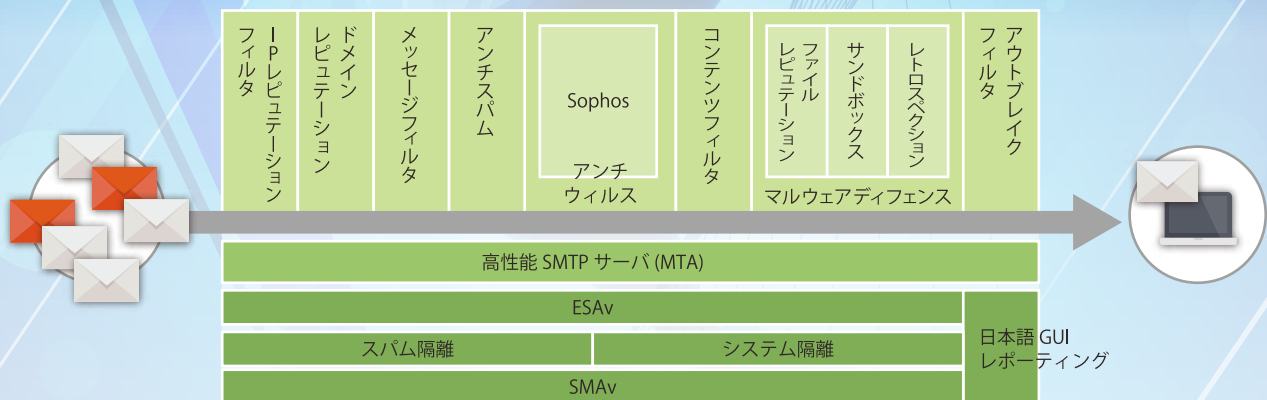 IPレピュテーション
フィルタ
ドメイン
レピュテーション
メッセージフィルタ
アンチスパム
Sophos
アンチ
ウィルス
コンテンツフィルタ
ファイル
レピュテーション
サンドボックス
レトロスペクション
マルウェアディフェンス
アウトブレイク
フィルタ
高性能 SMTP サーバ (MTA)
ESAv
スパム隔離
システム隔離
SMAv
日本語 GUI
レポーティング